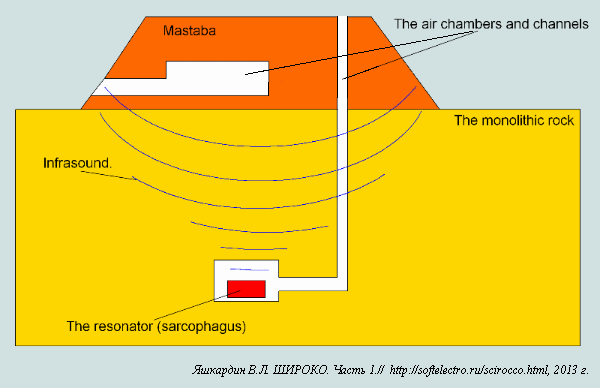 The air chambers and channels
Mastaba
The monolithic rock
Infrasound.
The resonator (sarcophagus)
Яшкардин В.Л. ШИРОКО. Часть 1.// http://softelectro.ru/scirocco.html, 2013 г.